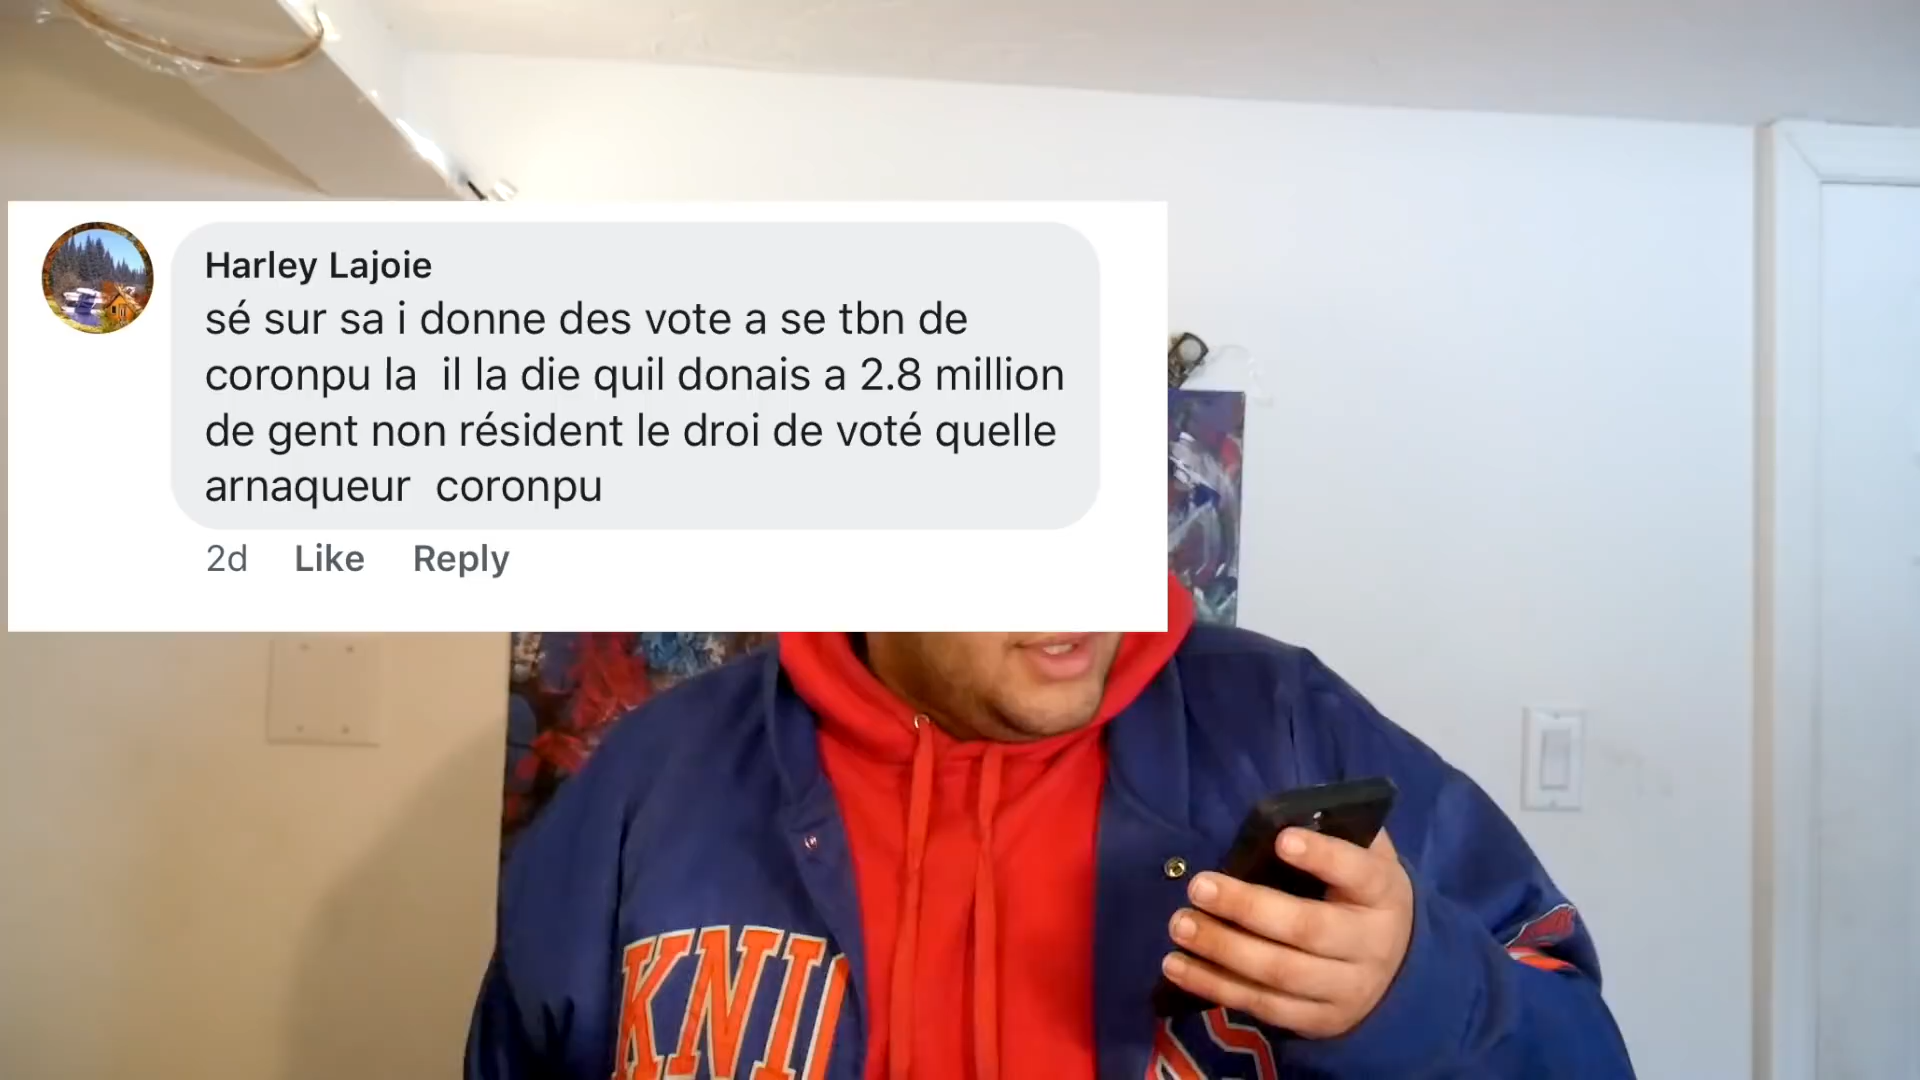 Harley Lajoie
sé sur sa i donne des vote a se tbn de
coronpu la  il la die quil donais a 2.8 million
de gent non résident le droi de voté quelle
arnaqueur  coronpu
2d Like Reply
KNI